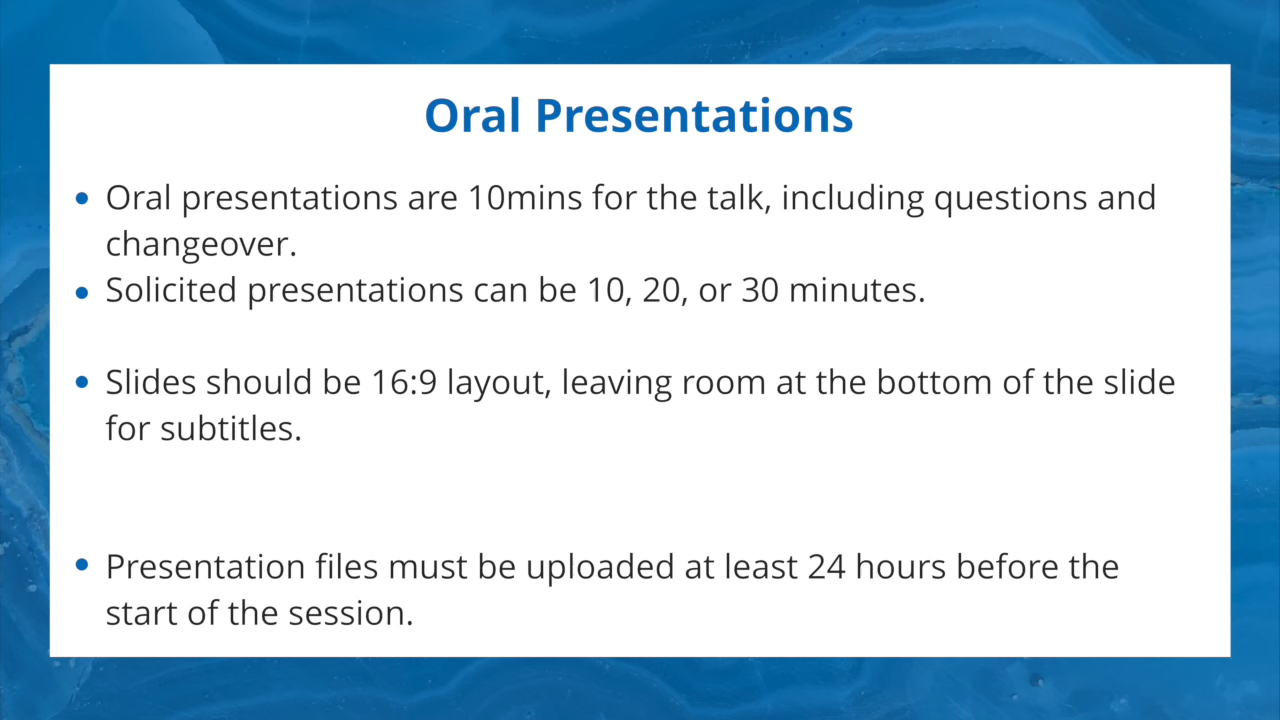 Oral Presentations
• Oral presentations are 10mins for the talk, including questions and
changeover.
• Solicited presentations can be 10, 20, or 30 minutes.
• Slides should be 16:9 layout, leaving room at the bottom of the slide
for subtitles.
• Presentation files must be uploaded at least 24 hours before the
start of the session.